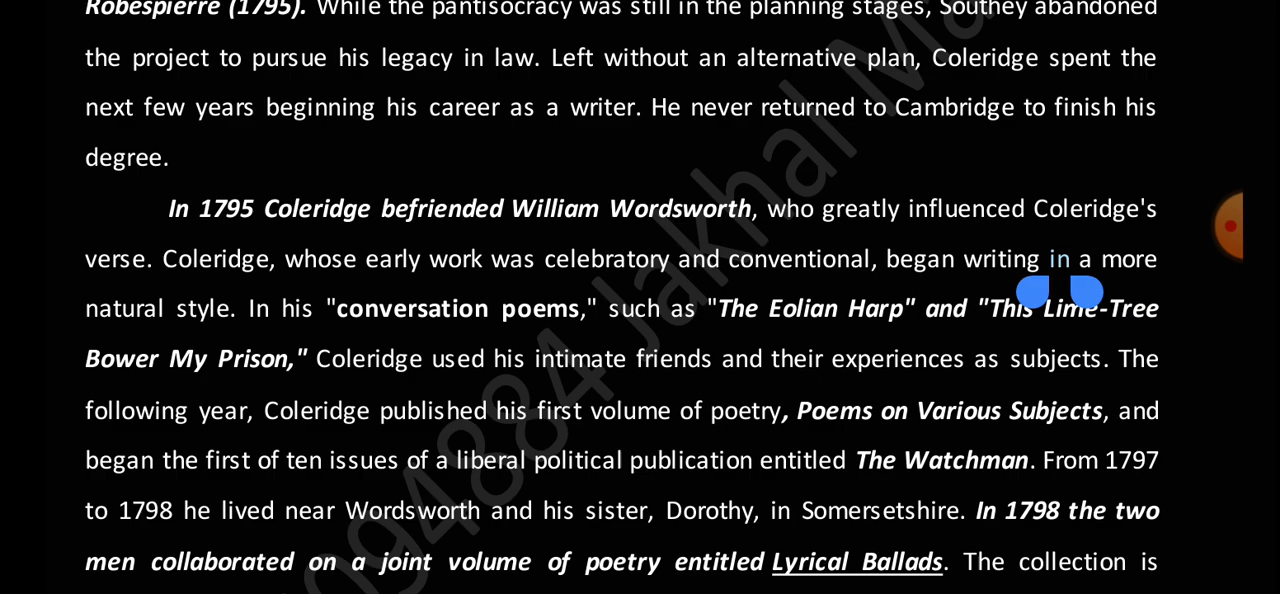 Robespierre (1795). While the pantisocracy was still in the planning stages, Southey abandoned
the project to pursue his legacy in law. Left without an alternative plan, Coleridge spent the
next few years beginning his career as a writer. He never returned to Cambridge to finish his
degree.
In 1795 Coleridge befriended William Wordsworth, who greatly influenced Coleridge's
verse. Coleridge, whose early work was celebratory and conventional, began writing in a more
natural style. In his "conversation poems," such as "The Eolian Harp" and "This Lime-Tree
Bower My Prison," Coleridge used his intimate friends and their experiences as subjects. The
following year, Coleridge published his first volume of poetry, Poems on Various Subjects, and
began the first of ten issues of a liberal political publication entitled The Watchman. From 1797
to 1798 he lived near Wordsworth and his sister, Dorothy, in Somersetshire. In 1798 the two
men collaborated on a joint volume of poetry entitled Lyrical Ballads. The collection is
094884 Jakhal Ma